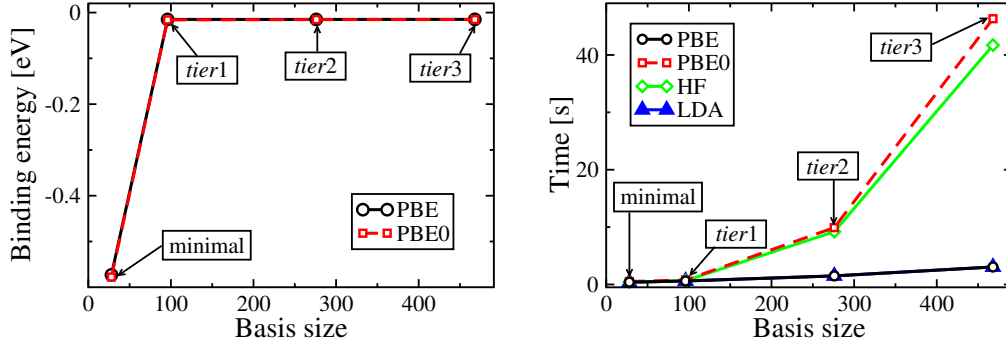 0
-0.2
-0.4
Binding energy [eV]
tier1
tier2
tier3
minimal
PBE
PBE0
0 100 200 300 400
Basis size
40
20
0
Time [s]
PBE
PBE0
HF
LDA
tier3
tier2
minimal
tier1
0 100 200 300 400
Basis size